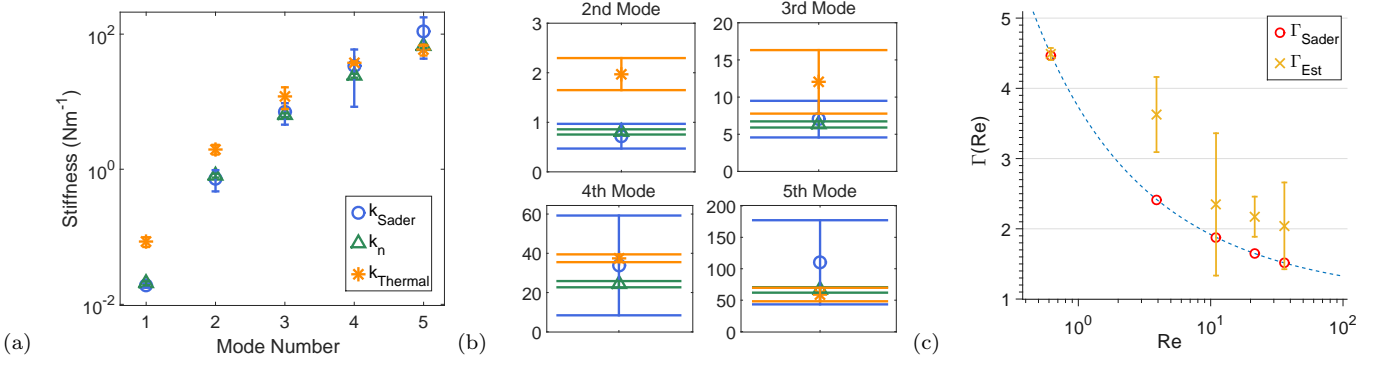 10²
10⁰
10⁻²
Stiffness (Nm⁻¹)
1 2 3 4 5
Mode Number
k_Sader
k_n
k_Thermal
(a)
2nd Mode
3
2
1
0
3rd Mode
20
15
10
5
0
4th Mode
60
40
20
0
5th Mode
200
150
100
50
0
(b)
5
4
3
2
1
Γ(Re)
10⁰ 10¹ 10²
Re
Γ_Sader
Γ_Est
(c)